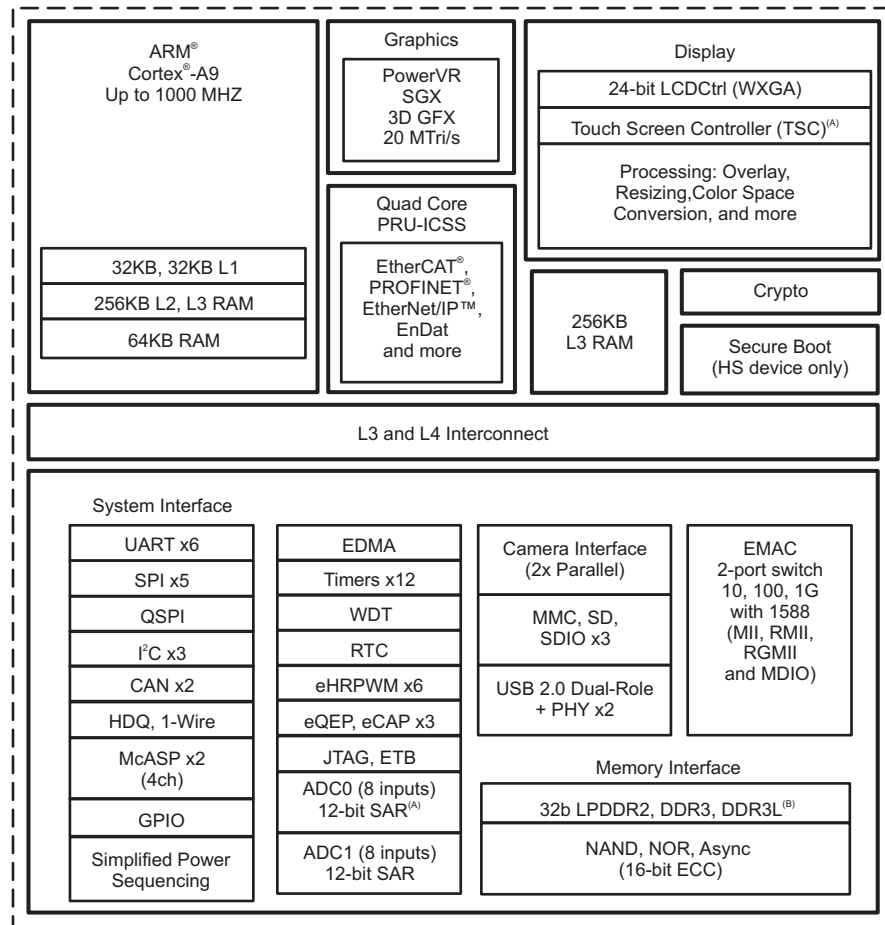 ARM®
Cortex®-A9
Up to 1000 MHZ
32KB, 32KB L1
256KB L2, L3 RAM
64KB RAM
Graphics
PowerVR
SGX
3D GFX
20 MTri/s
Quad Core
PRU-ICSS
EtherCAT®,
PROFINET®,
EtherNet/IP™,
EnDat
and more
Display
24-bit LCDCtrl (WXGA)
Touch Screen Controller (TSC)(A)
Processing: Overlay,
Resizing,Color Space
Conversion, and more
256KB
L3 RAM
Crypto
Secure Boot
(HS device only)
L3 and L4 Interconnect
System Interface
UART x6
SPI x5
QSPI
I²C x3
CAN x2
HDQ, 1-Wire
McASP x2
(4ch)
GPIO
Simplified Power
Sequencing
EDMA
Timers x12
WDT
RTC
eHRPWM x6
eQEP, eCAP x3
JTAG, ETB
ADC0 (8 inputs)
12-bit SAR(A)
ADC1 (8 inputs)
12-bit SAR
Camera Interface
(2x Parallel)
MMC, SD,
SDIO x3
USB 2.0 Dual-Role
+ PHY x2
EMAC
2-port switch
10, 100, 1G
with 1588
(MII, RMII,
RGMII
and MDIO)
Memory Interface
32b LPDDR2, DDR3, DDR3L(B)
NAND, NOR, Async
(16-bit ECC)